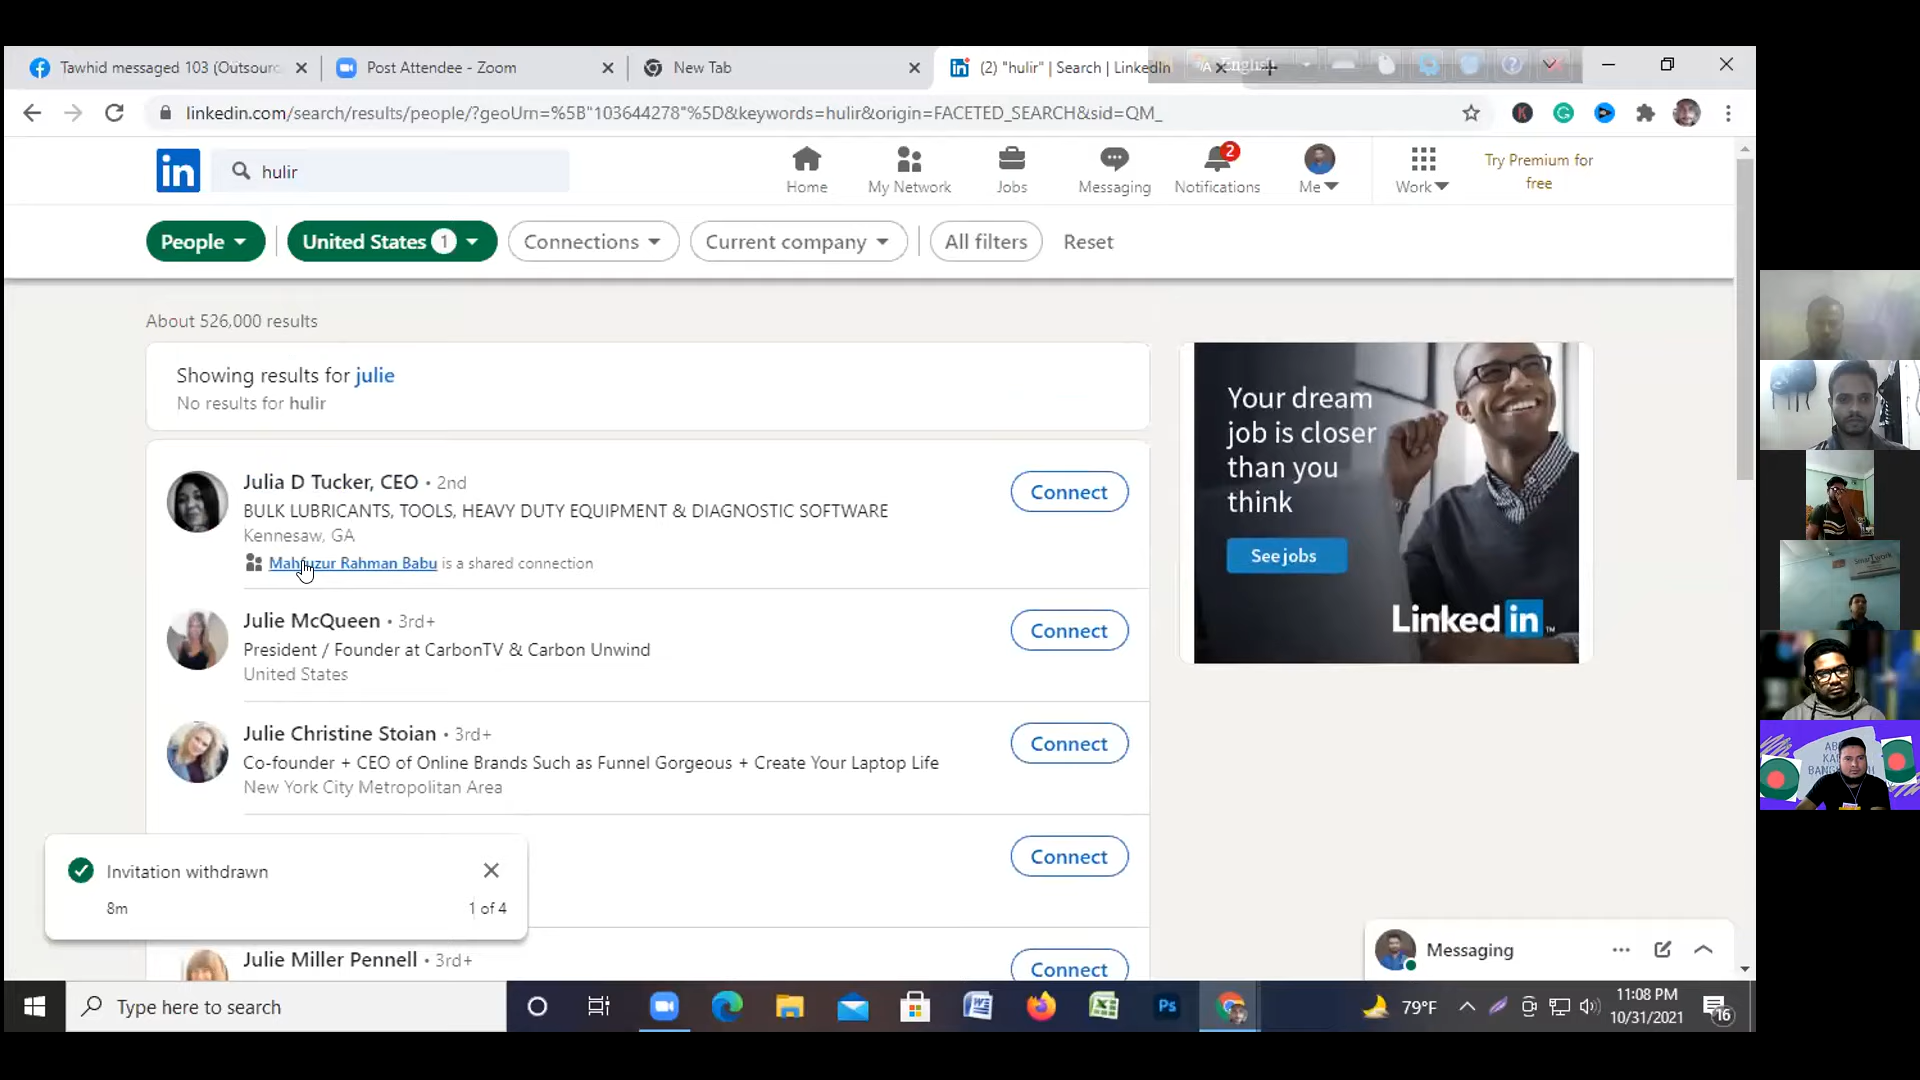 Tawhid messaged 103 (Outsourc
Post Attendee - Zoom
New Tab
(2) "hulir" | Search | LinkedIn
English
linkedin.com/search/results/people/?geoUrn=%5B"103644278"%5D&keywords=hulir&origin=FACETED_SEARCH&sid=QM_
in
hulir
Home
My Network
Jobs
Messaging
2
Notifications
Me
Work
Try Premium for
free
People
United States 1
Connections
Current company
All filters
Reset
About 526,000 results
Showing results for julie
No results for hulir
Julia D Tucker, CEO • 2nd
BULK LUBRICANTS, TOOLS, HEAVY DUTY EQUIPMENT & DIAGNOSTIC SOFTWARE
Kennesaw, GA
Mahfuzur Rahman Babu is a shared connection
Connect
Julie McQueen • 3rd+
President / Founder at CarbonTV & Carbon Unwind
United States
Connect
Julie Christine Stoian • 3rd+
Co-founder + CEO of Online Brands Such as Funnel Gorgeous + Create Your Laptop Life
New York City Metropolitan Area
Connect
Connect
Julie Miller Pennell • 3rd+
Connect
Your dream
job is closer
than you
think
See jobs
Linked in
Invitation withdrawn
8m
1 of 4
Messaging
Type here to search
Ps
79°F
11:08 PM
10/31/2021
16